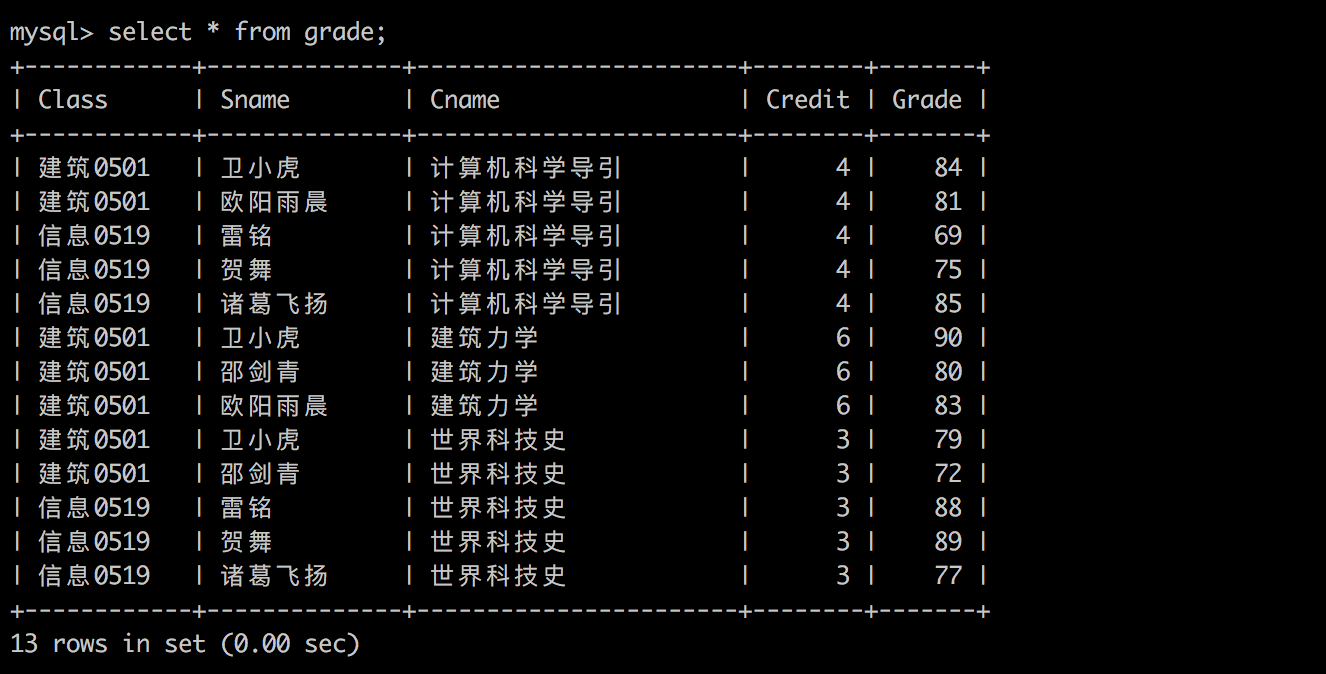 mysql> select * from grade;
+------------+--------------+-----------------------+--------+-------+
| Class      | Sname        | Cname                 | Credit | Grade |
+------------+--------------+-----------------------+--------+-------+
| 建筑0501   | 卫小虎       | 计算机科学导引        |      4 |    84 |
| 建筑0501   | 欧阳雨晨     | 计算机科学导引        |      4 |    81 |
| 信息0519   | 雷铭         | 计算机科学导引        |      4 |    69 |
| 信息0519   | 贺舞         | 计算机科学导引        |      4 |    75 |
| 信息0519   | 诸葛飞扬     | 计算机科学导引        |      4 |    85 |
| 建筑0501   | 卫小虎       | 建筑力学              |      6 |    90 |
| 建筑0501   | 邵剑青       | 建筑力学              |      6 |    80 |
| 建筑0501   | 欧阳雨晨     | 建筑力学              |      6 |    83 |
| 建筑0501   | 卫小虎       | 世界科技史            |      3 |    79 |
| 建筑0501   | 邵剑青       | 世界科技史            |      3 |    72 |
| 信息0519   | 雷铭         | 世界科技史            |      3 |    88 |
| 信息0519   | 贺舞         | 世界科技史            |      3 |    89 |
| 信息0519   | 诸葛飞扬     | 世界科技史            |      3 |    77 |
+------------+--------------+-----------------------+--------+-------+
13 rows in set (0.00 sec)